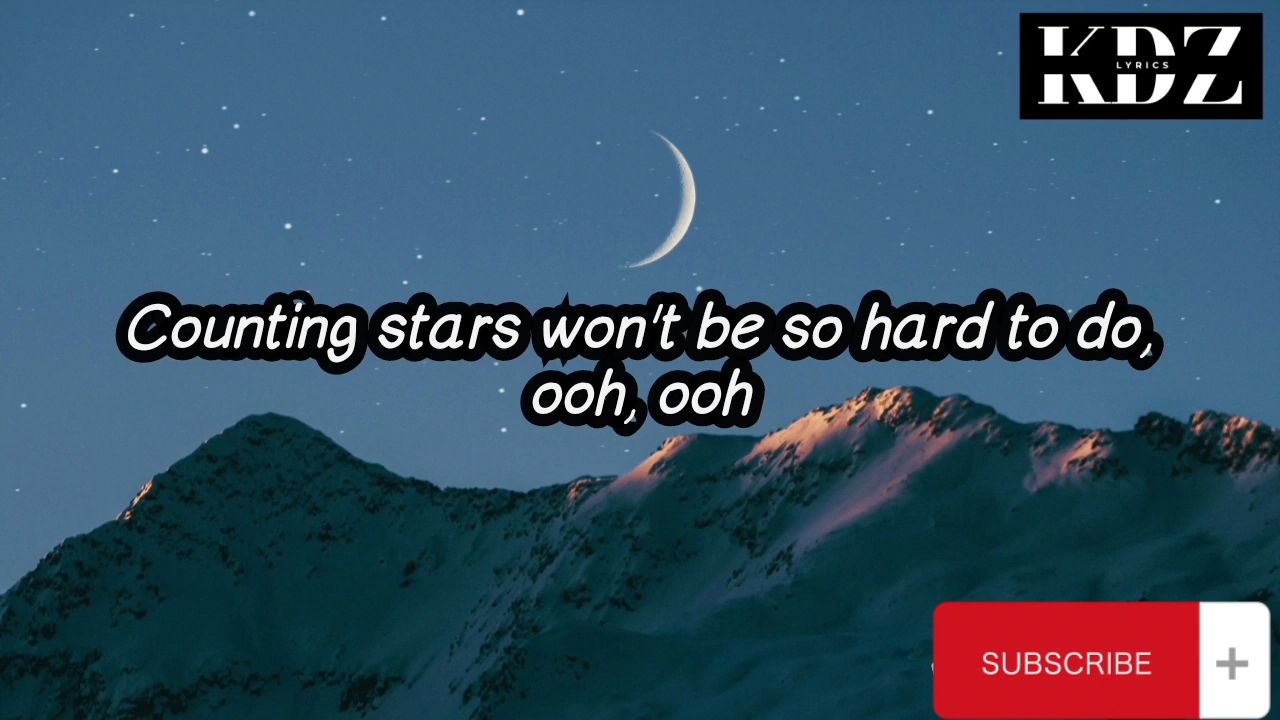 KDZ
LYRICS
Counting stars won't be so hard to do,
ooh, ooh
SUBSCRIBE +